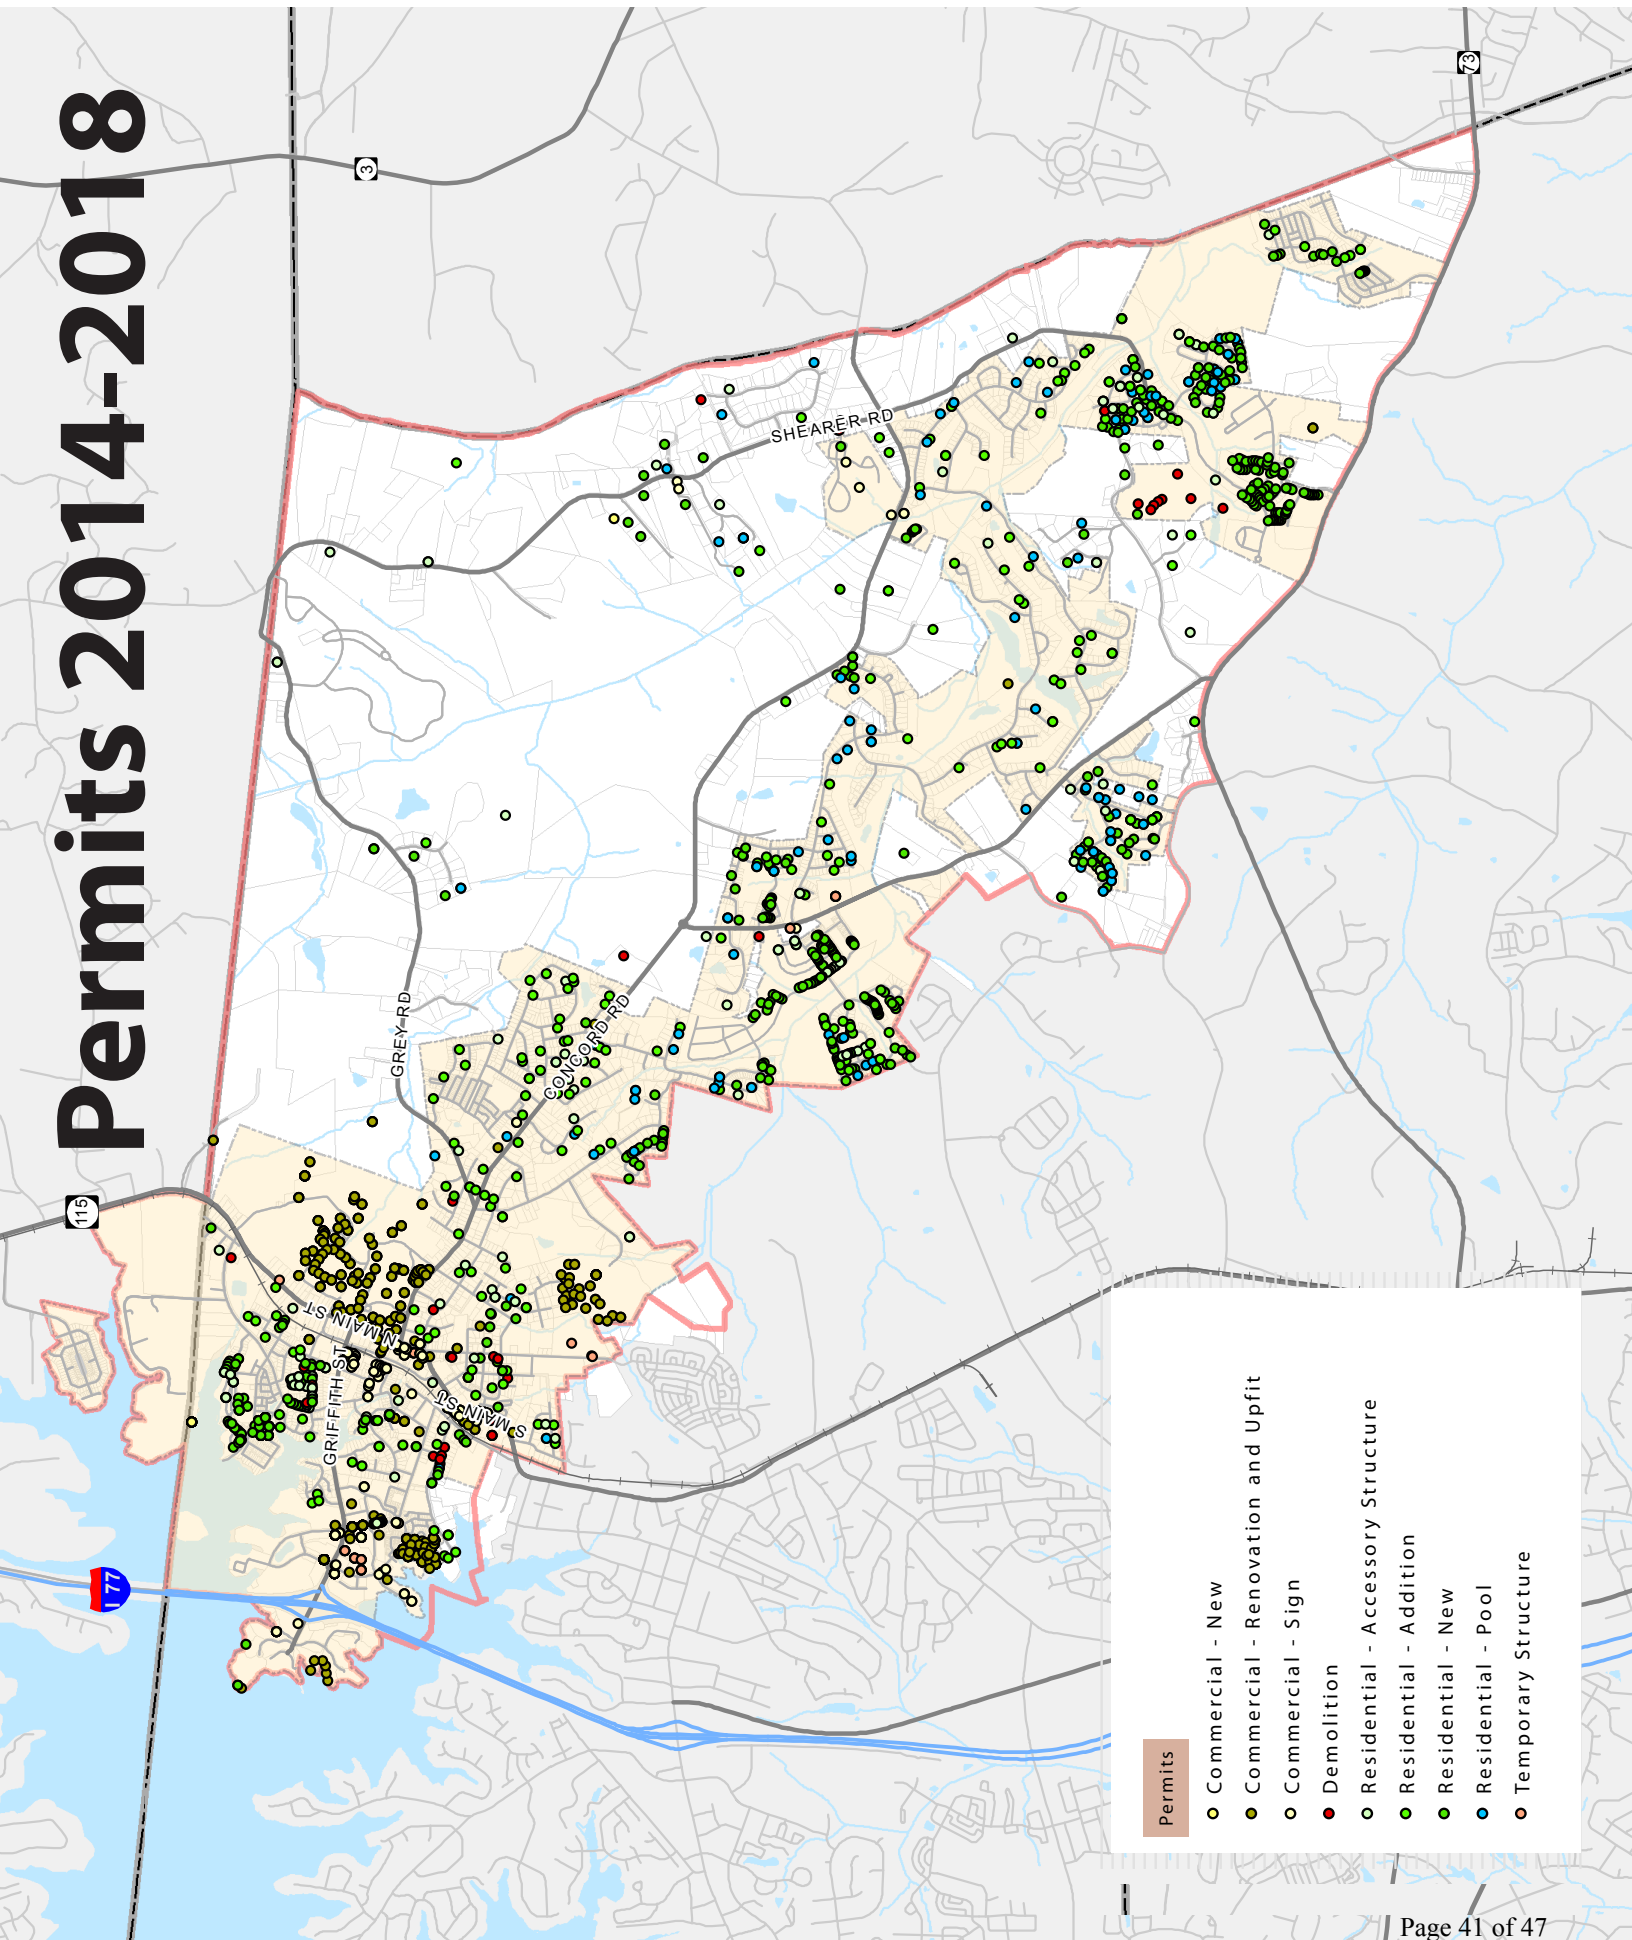 Permits 2014-2018
115
I 77
3
73
GREY RD
SHEARER RD
CONCORD RD
N MAIN ST
GRIFFITH ST
S MAIN ST
Permits
Commercial - New
Commercial - Renovation and Upfit
Commercial - Sign
Demolition
Residential - Accessory Structure
Residential - Addition
Residential - New
Residential - Pool
Temporary Structure
Page 41 of 47